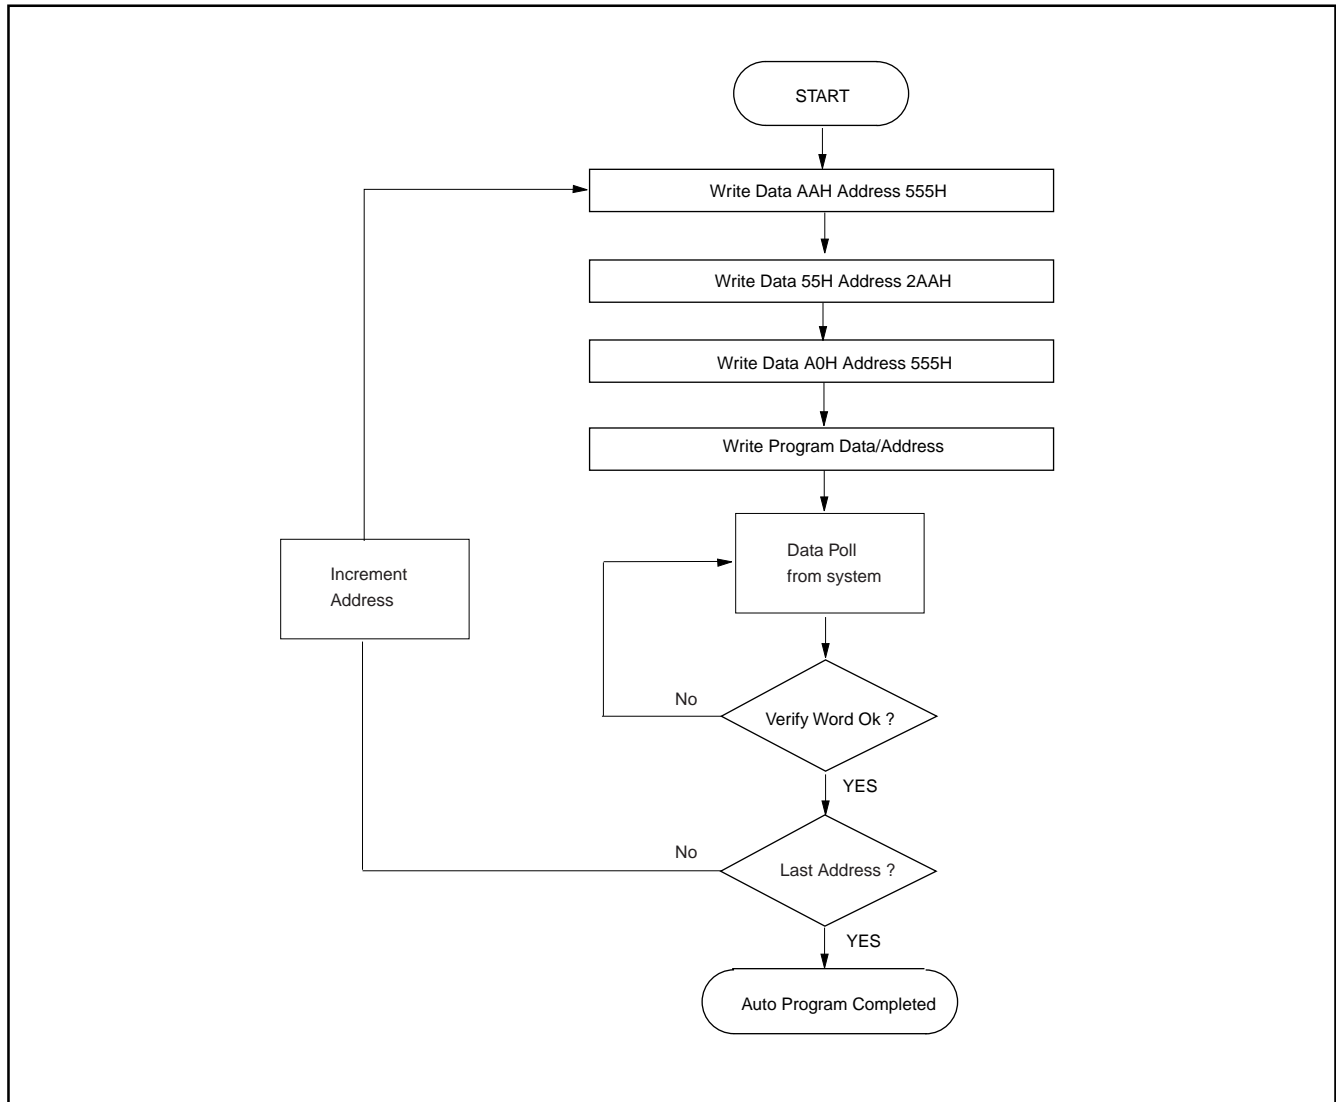 START
Write Data AAH Address 555H
Write Data 55H Address 2AAH
Write Data A0H Address 555H
Write Program Data/Address
Data Poll
from system
Increment
Address
No
Verify Word Ok ?
YES
No
Last Address ?
YES
Auto Program Completed